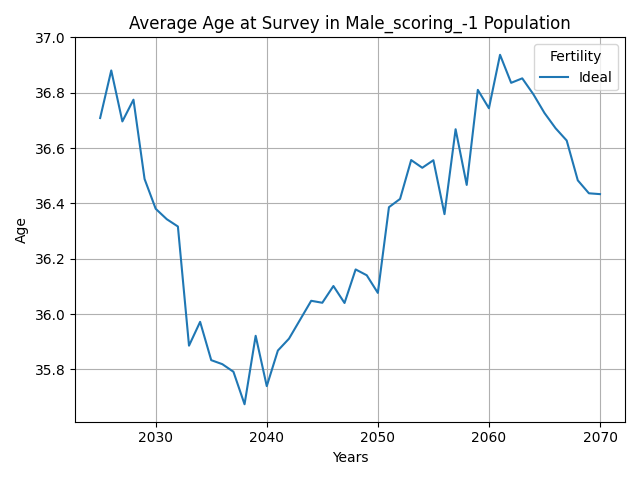 Average Age at Survey in Male_scoring_-1 Population
37.0
36.8
36.6
36.4
36.2
36.0
35.8
Age
Fertility
Ideal
2030
2040
2050
2060
2070
Years